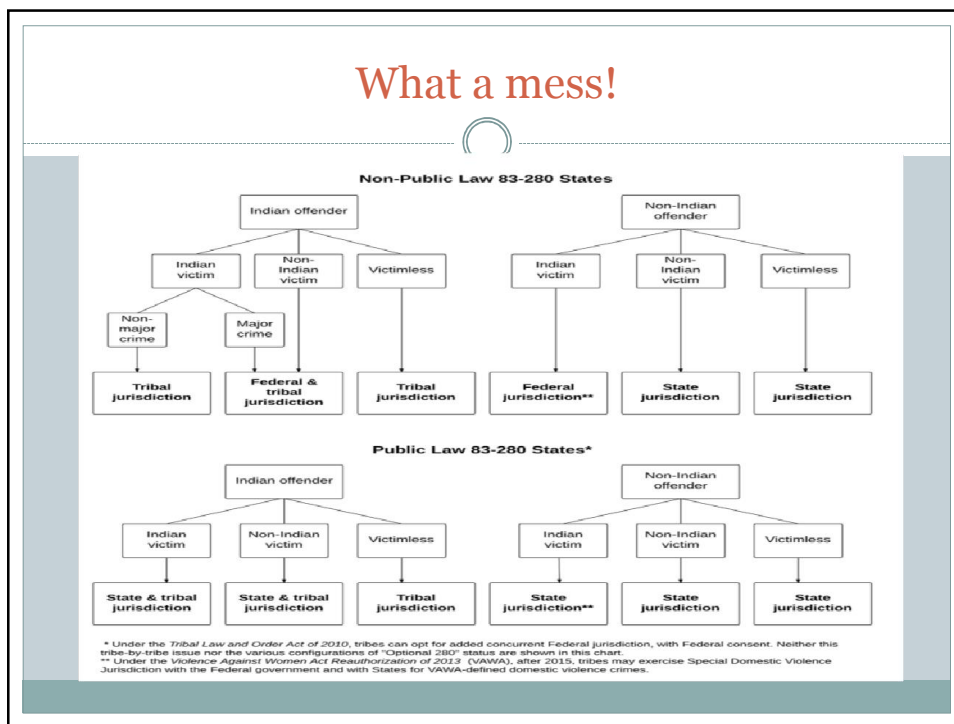 What a mess!
Non-Public Law 83-280 States
Indian offender
Non-Indian
offender
Indian
victim
Non-
Indian
victim
Victimless
Indian
victim
Non-
Indian
victim
Victimless
Non-
major
crime
Major
crime
Tribal
jurisdiction
Federal &
tribal
jurisdiction
Tribal
jurisdiction
Federal
jurisdiction**
State
jurisdiction
State
jurisdiction
Public Law 83-280 States*
Indian offender
Non-Indian
offender
Indian
victim
Non-Indian
victim
Victimless
Indian
victim
Non-Indian
victim
Victimless
State & tribal
jurisdiction
State & tribal
jurisdiction
Tribal
jurisdiction
State
jurisdiction**
State
jurisdiction
State
jurisdiction
* Under the Tribal Law and Order Act of 2010, tribes can opt for added concurrent Federal jurisdiction, with Federal consent. Neither this
tribe-by-tribe issue nor the various configurations of "Optional 280" status are shown in this chart.
** Under the Violence Against Women Act Reauthorization of 2013 (VAWA), after 2015, tribes may exercise Special Domestic Violence
Jurisdiction with the Federal government and with States for VAWA-defined domestic violence crimes.